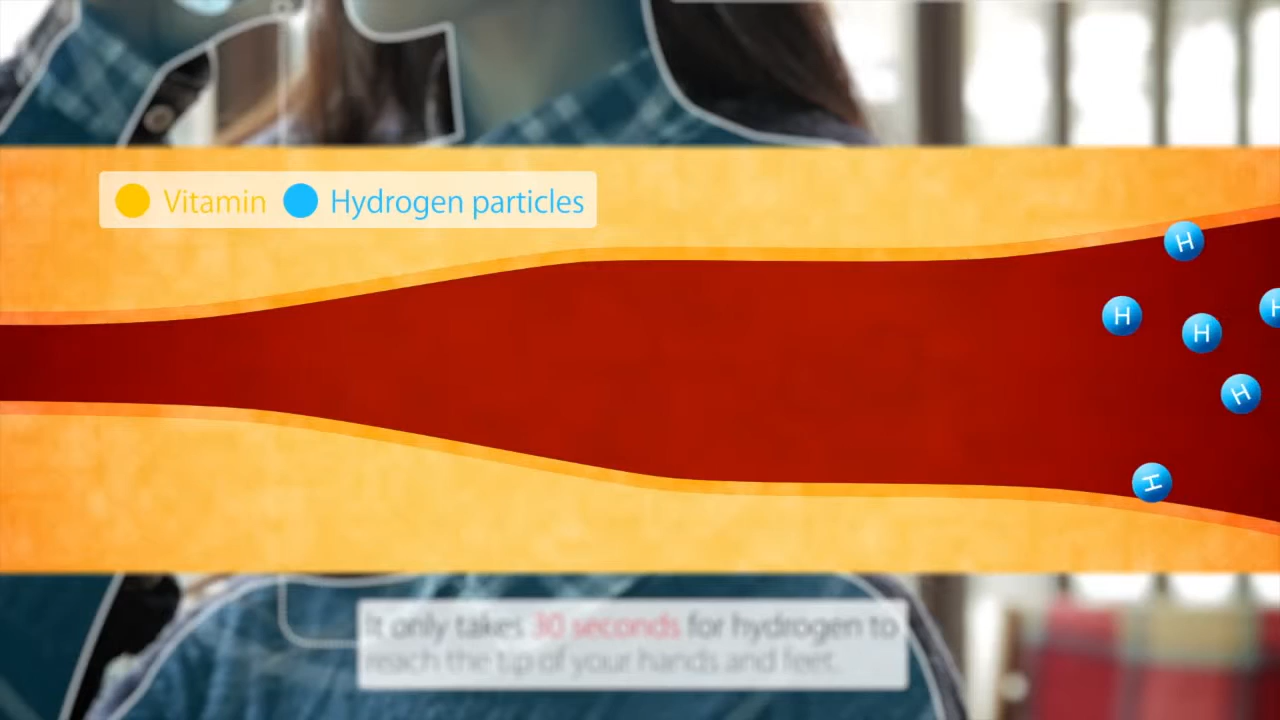 Vitamin Hydrogen particles
H
H
H
H
H
H
It only takes 30 seconds for hydrogen to
reach the tip of your hands and feet.